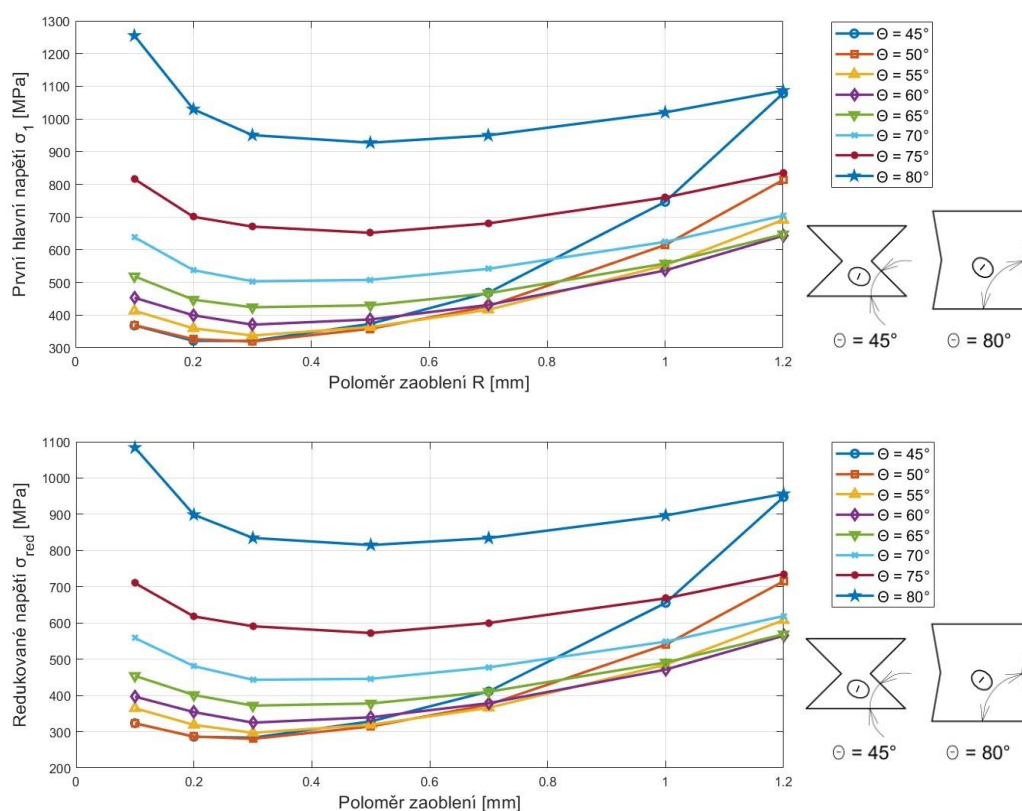 1300
1200
1100
1000
900
800
700
600
500
400
300
0
0.2
0.4
0.6
0.8
1
1.2
První hlavní napětí σ1 [MPa]
Poloměr zaoblení R [mm]
Θ = 45°
Θ = 50°
Θ = 55°
Θ = 60°
Θ = 65°
Θ = 70°
Θ = 75°
Θ = 80°
Θ = 45°
Θ = 80°
1100
1000
900
800
700
600
500
400
300
200
0
0.2
0.4
0.6
0.8
1
1.2
Redukované napětí σred [MPa]
Poloměr zaoblení [mm]
Θ = 45°
Θ = 50°
Θ = 55°
Θ = 60°
Θ = 65°
Θ = 70°
Θ = 75°
Θ = 80°
Θ = 45°
Θ = 80°